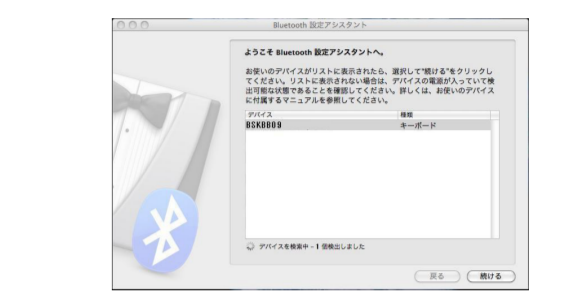 Bluetooth 設定アシスタント
ようこそ Bluetooth 設定アシスタントへ。
お使いのデバイスがリストに表示されたら、選択して"続ける"をクリックし
てください。リストに表示されない場合は、デバイスの電源が入っていて検
出可能な状態であることを確認してください。詳しくは、お使いのデバイス
に付属するマニュアルを参照してください。
デバイス 種類
BSKBB09 キーボード
デバイスを検索中 - 1 個検出しました
戻る 続ける